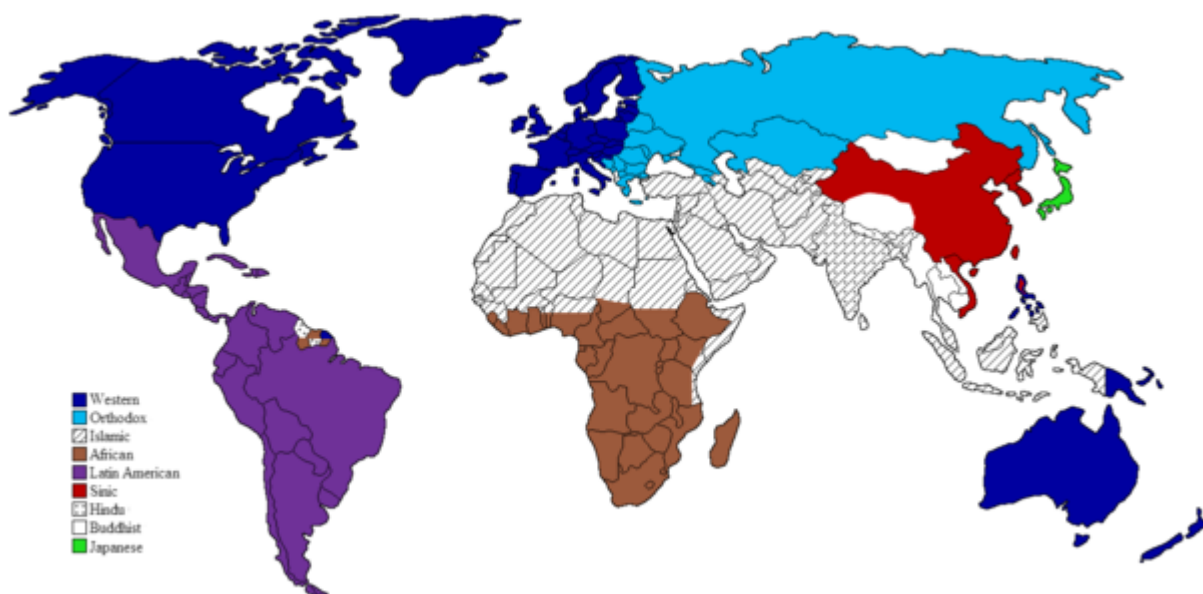 Western
Orthodox
Islamic
African
Latin American
Sinic
Hindu
Buddhist
Japanese